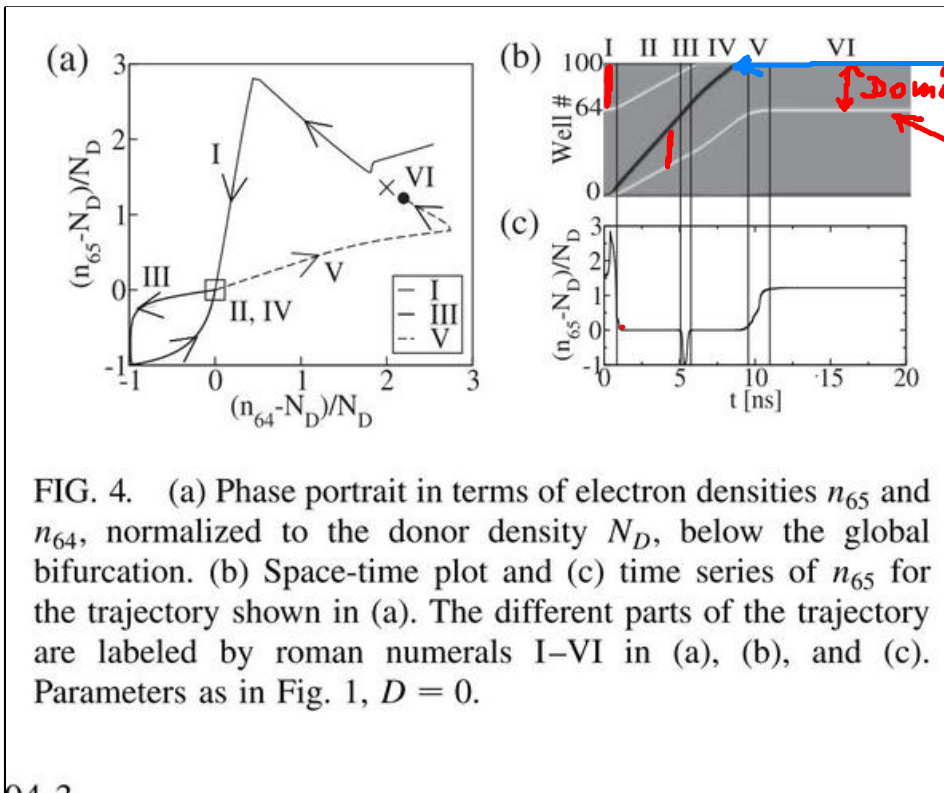 (a)
3
2
1
0
-1
(n65-ND)/ND
I
III
VI
V
II, IV
I
III
V
-1 0 1 2 3
(n64-ND)/ND
(b) I II III IV V VI
100
64
0
Well #
(c)
3
2
1
0
-1
(n65-ND)/ND
0 5 10 15 20
t [ns]
FIG. 4. (a) Phase portrait in terms of electron densities n65 and
n64, normalized to the donor density ND, below the global
bifurcation. (b) Space-time plot and (c) time series of n65 for
the trajectory shown in (a). The different parts of the trajectory
are labeled by roman numerals I–VI in (a), (b), and (c).
Parameters as in Fig. 1, D = 0.